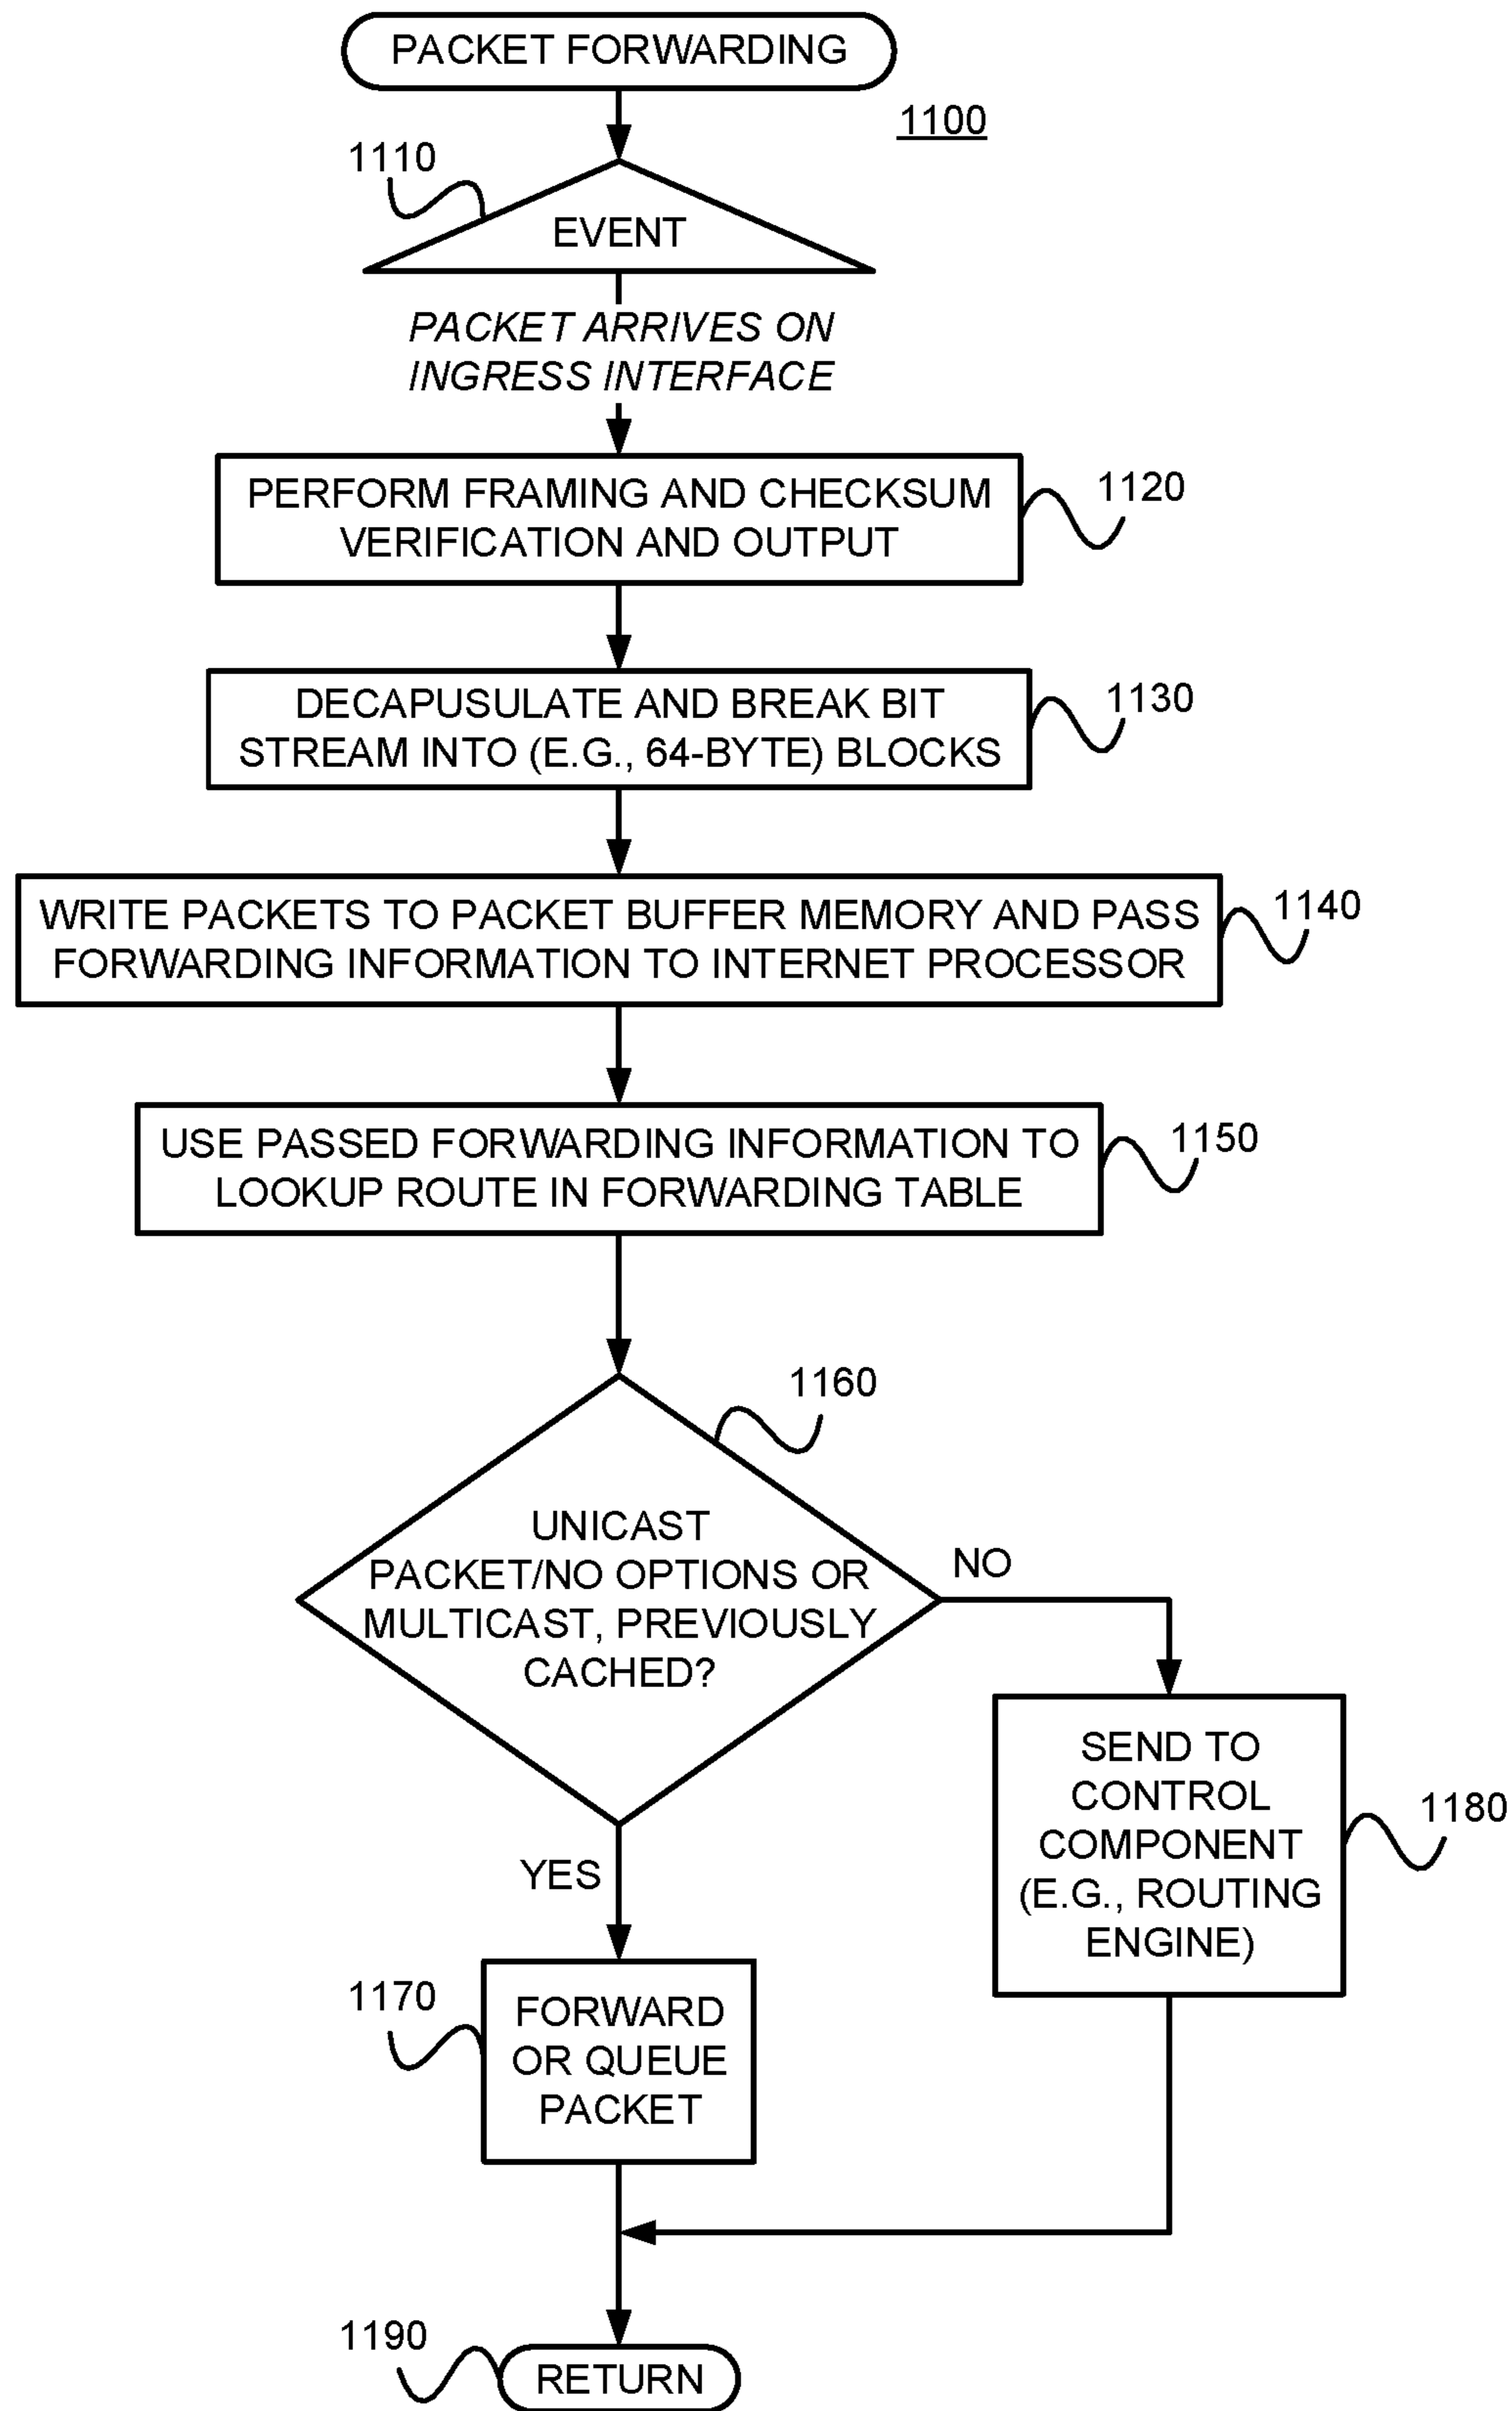 PACKET FORWARDING
1100
1110
EVENT
PACKET ARRIVES ON
INGRESS INTERFACE
PERFORM FRAMING AND CHECKSUM
VERIFICATION AND OUTPUT
1120
DECAPUSULATE AND BREAK BIT
STREAM INTO (E.G., 64-BYTE) BLOCKS
1130
WRITE PACKETS TO PACKET BUFFER MEMORY AND PASS
FORWARDING INFORMATION TO INTERNET PROCESSOR
1140
USE PASSED FORWARDING INFORMATION TO
LOOKUP ROUTE IN FORWARDING TABLE
1150
1160
UNICAST
PACKET/NO OPTIONS OR
MULTICAST, PREVIOUSLY
CACHED?
NO
YES
SEND TO
CONTROL
COMPONENT
(E.G., ROUTING
ENGINE)
1180
1170
FORWARD
OR QUEUE
PACKET
1190
RETURN